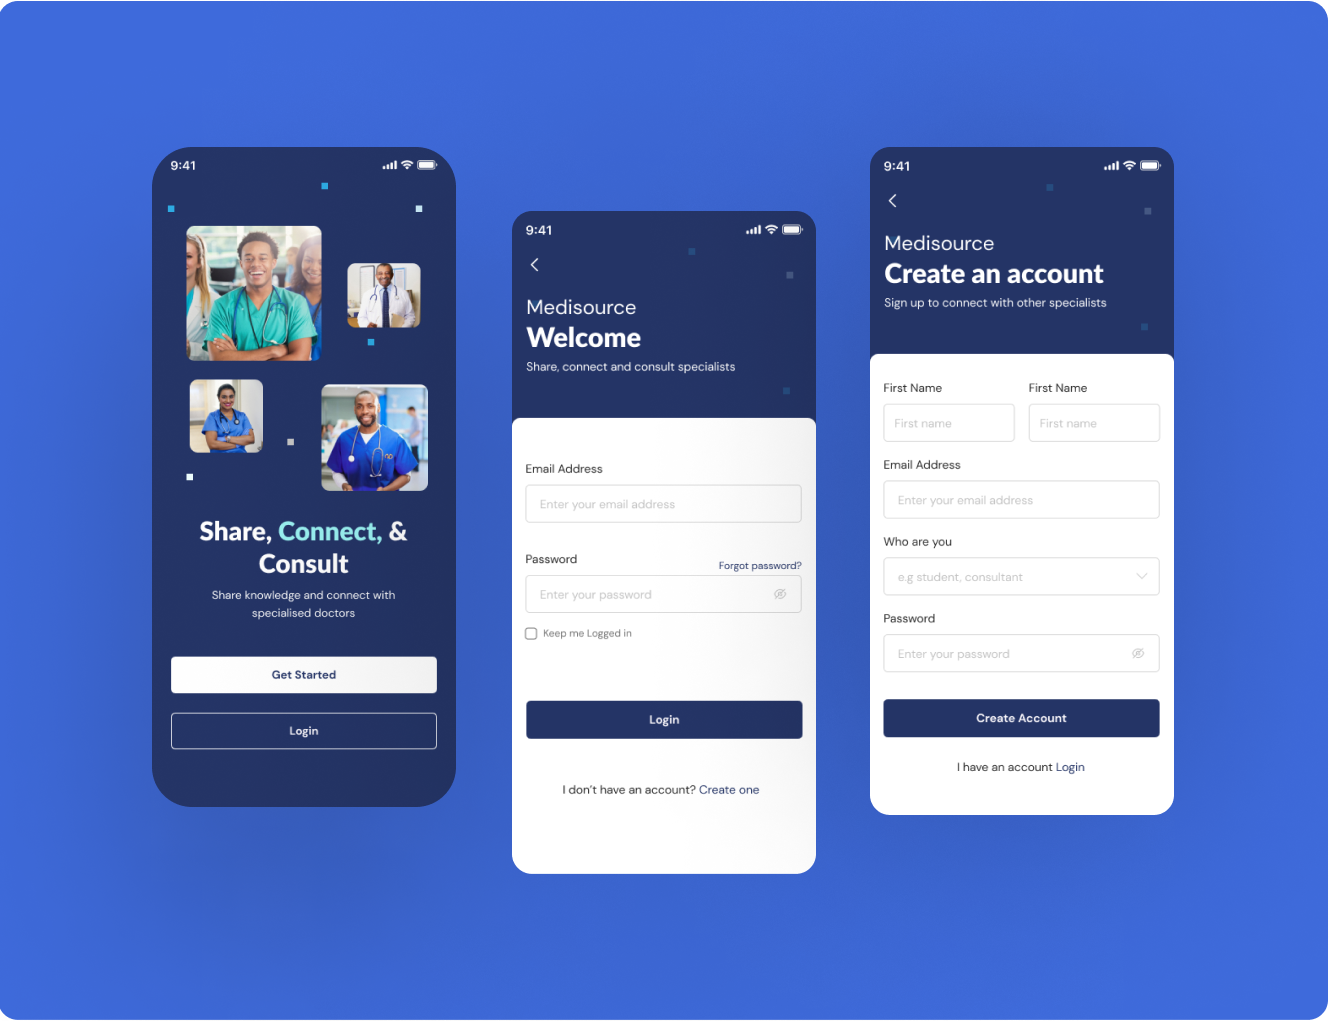 9:41
Share, Connect, &
Consult
Share knowledge and connect with
specialised doctors
Get Started
Login
9:41
Medisource
Welcome
Share, connect and consult specialists
Email Address
Enter your email address
Password
Forgot password?
Enter your password
Keep me Logged in
Login
I don't have an account? Create one
9:41
Medisource
Create an account
Sign up to connect with other specialists
First Name First Name
First name First name
Email Address
Enter your email address
Who are you
e.g student, consultant
Password
Enter your password
Create Account
I have an account Login